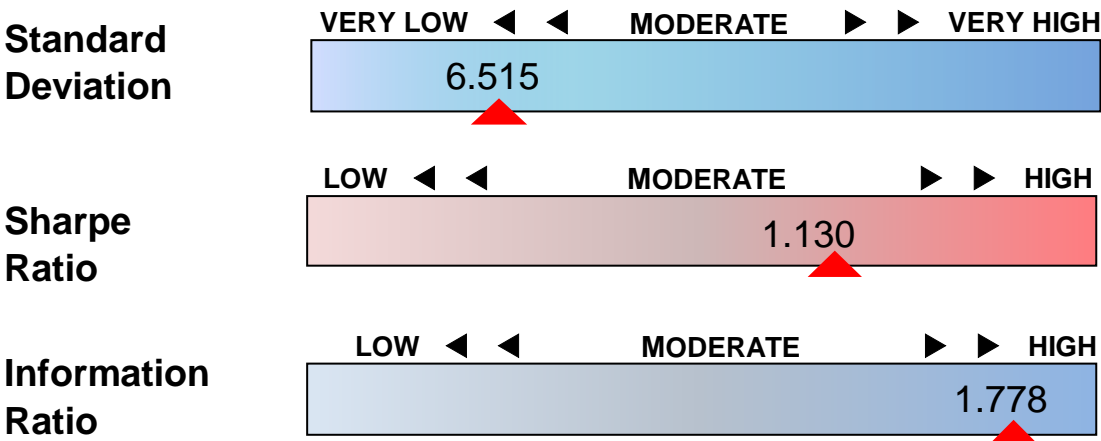 Standard
Deviation
VERY LOW ◄ ◄ MODERATE ► ► VERY HIGH
6.515
Sharpe
Ratio
LOW ◄ ◄ MODERATE ► ► HIGH
1.130
Information
Ratio
LOW ◄ ◄ MODERATE ► ► HIGH
1.778